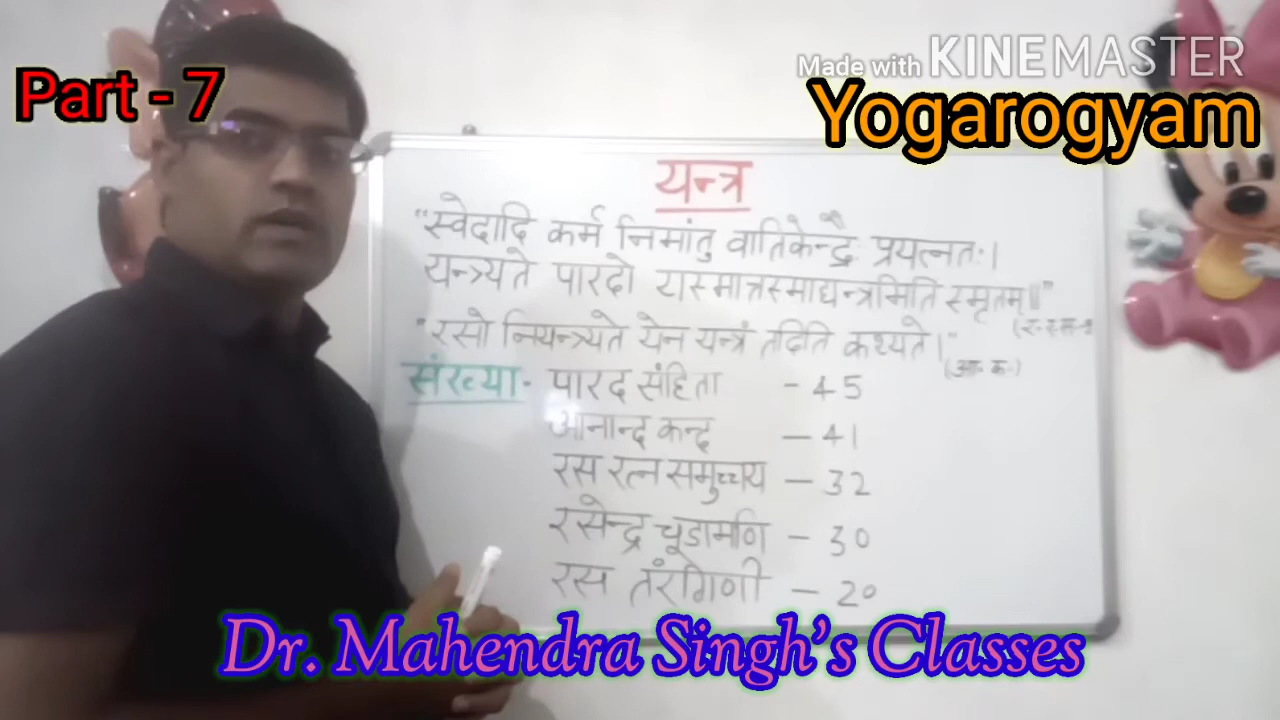 Made with KINEMASTER
Part - 7
Yogarogyam
यन्त्र
"स्वेदादि कर्म निमांतु वार्तिकेन्द्रैः प्रयत्नतः।
यन्त्र्यते पारदो यस्मात्तस्माद्यन्त्रमिति स्मृतम्॥"
"रसो नियन्त्र्यते येन यन्त्रं तदिति कथ्यते।"
(आ. क.)
संख्या - पारद संहिता - 45
आनान्द कन्द - 41
रस रत्न समुच्चय - 32
रसेन्द्र चूडामणि - 30
रस तंरगिणी - 20
Dr. Mahendra Singh's Classes